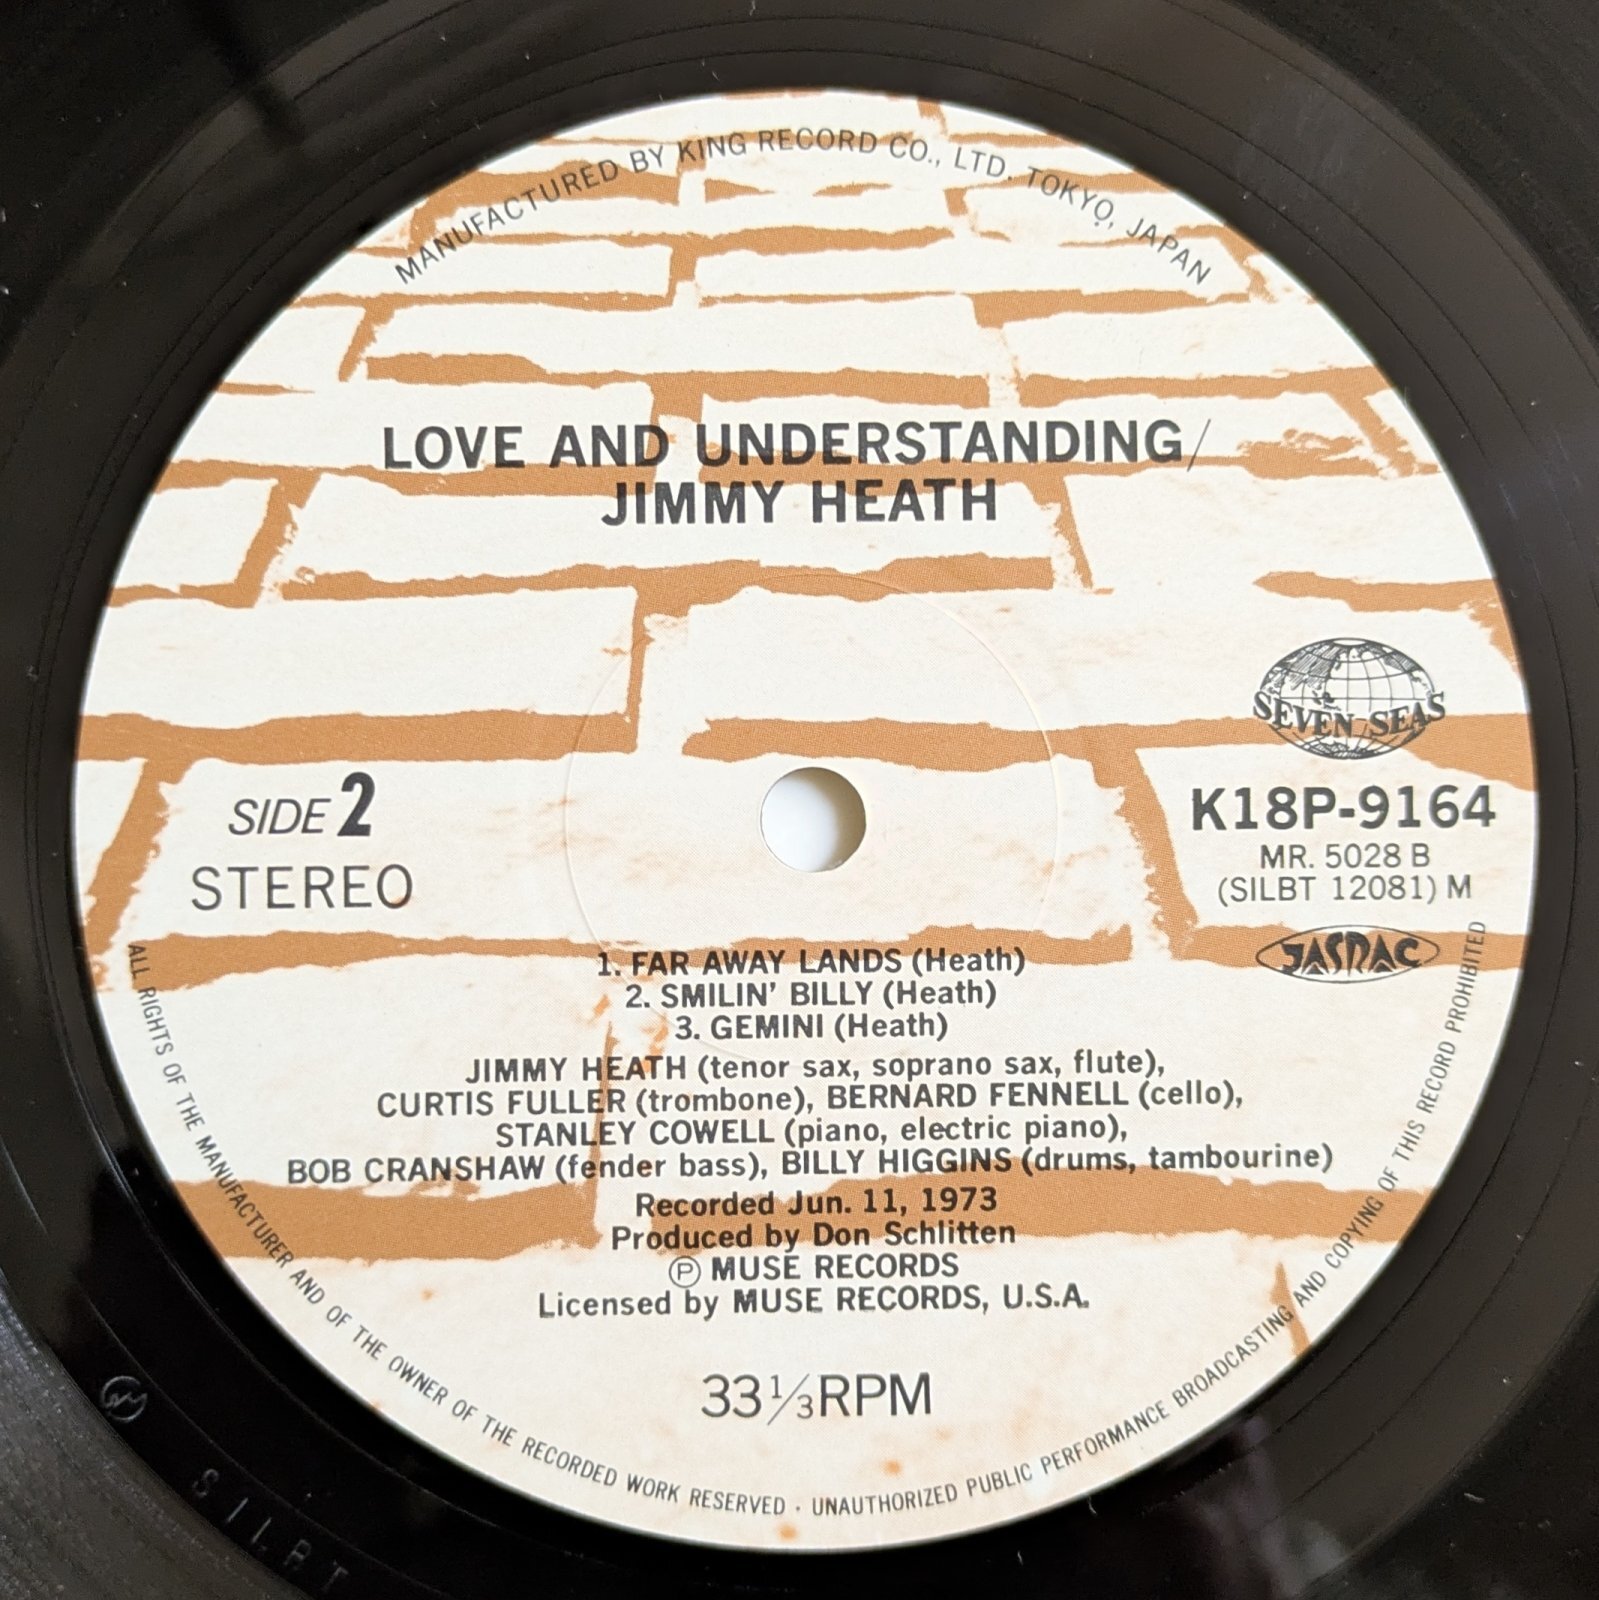 MANUFACTURED BY KING RECORD CO., LTD. TOKYO, JAPAN
LOVE AND UNDERSTANDING/
JIMMY HEATH
SEVEN SEAS
SIDE 2
STEREO
K18P-9164
MR. 5028 B
(SILBT 12081) M
JASRAC
1. FAR AWAY LANDS (Heath)
2. SMILIN' BILLY (Heath)
3. GEMINI (Heath)
JIMMY HEATH (tenor sax, soprano sax, flute),
CURTIS FULLER (trombone), BERNARD FENNELL (cello),
STANLEY COWELL (piano, electric piano),
BOB CRANSHAW (fender bass), BILLY HIGGINS (drums, tambourine)
Recorded Jun. 11, 1973
Produced by Don Schlitten
Ⓟ MUSE RECORDS
Licensed by MUSE RECORDS, U.S.A.
33 1/3 RPM
ALL RIGHTS OF THE MANUFACTURER AND OF THE OWNER OF THE RECORDED WORK RESERVED · UNAUTHORIZED PUBLIC PERFORMANCE BROADCASTING AND COPYING OF THIS RECORD PROHIBITED
SILBT